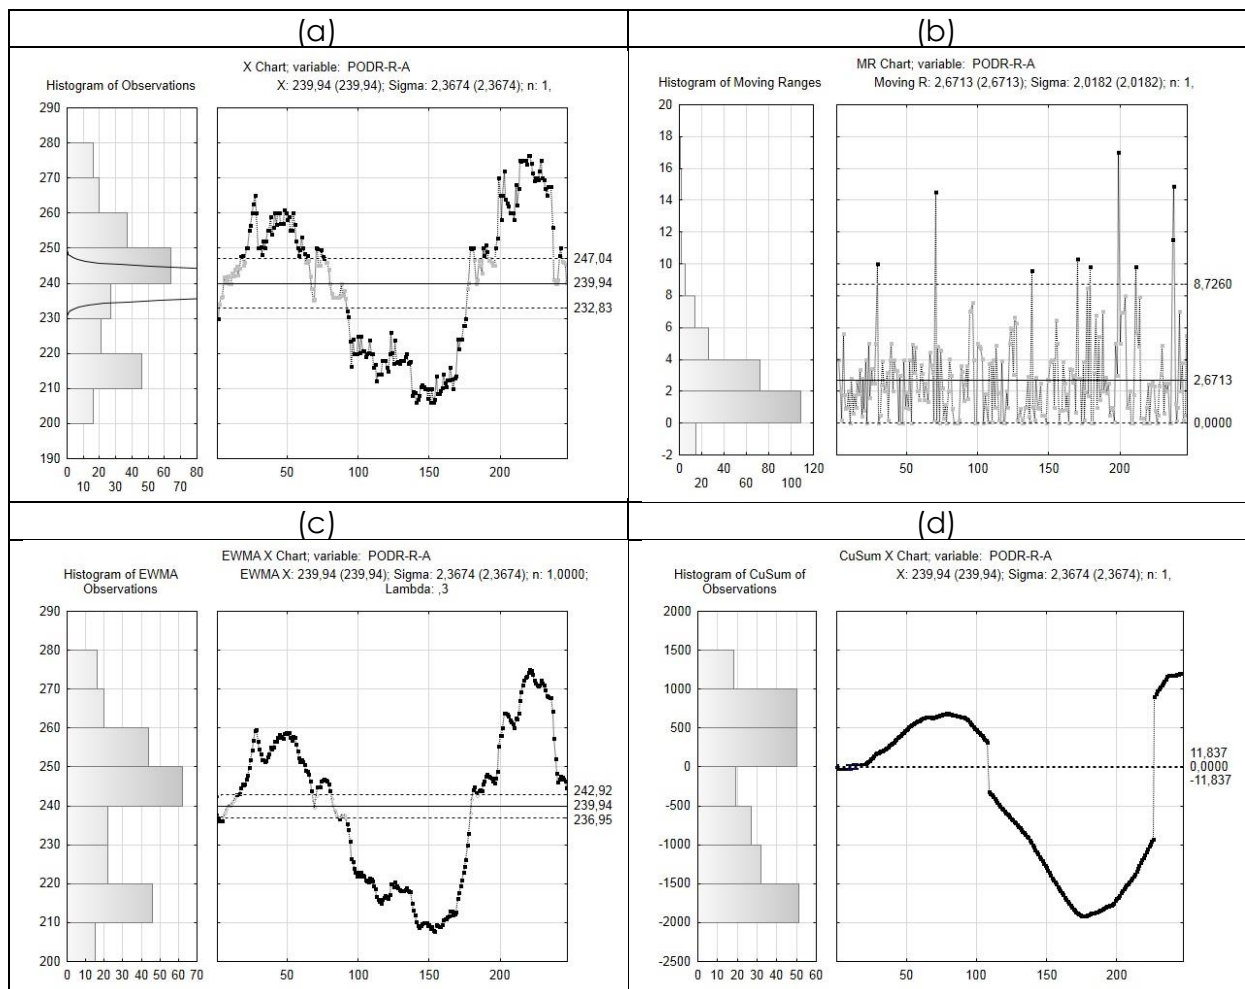 (a)
X Chart; variable: PODR-R-A
Histogram of Observations
X: 239,94 (239,94); Sigma: 2,3674 (2,3674); n: 1,
290
280
270
260
250
240
230
220
210
200
190
247,04
239,94
232,83
0 20 40 60 80
10 30 50 70
50 100 150 200
(b)
MR Chart; variable: PODR-R-A
Histogram of Moving Ranges
Moving R: 2,6713 (2,6713); Sigma: 2,0182 (2,0182); n: 1,
20
18
16
14
12
10
8
6
4
2
0
-2
8,7260
2,6713
0,0000
0 40 80 120
20 60 100
50 100 150 200
(c)
EWMA X Chart; variable: PODR-R-A
Histogram of EWMA
Observations
EWMA X: 239,94 (239,94); Sigma: 2,3674 (2,3674); n: 1,0000;
Lambda: ,3
290
280
270
260
250
240
230
220
210
200
242,92
239,94
236,95
0 10 20 30 40 50 60 70
50 100 150 200
(d)
CuSum X Chart; variable: PODR-R-A
Histogram of CuSum of
Observations
X: 239,94 (239,94); Sigma: 2,3674 (2,3674); n: 1,
2000
1500
1000
500
0
-500
-1000
-1500
-2000
-2500
11,837
0,0000
-11,837
0 10 20 30 40 50 60
50 100 150 200